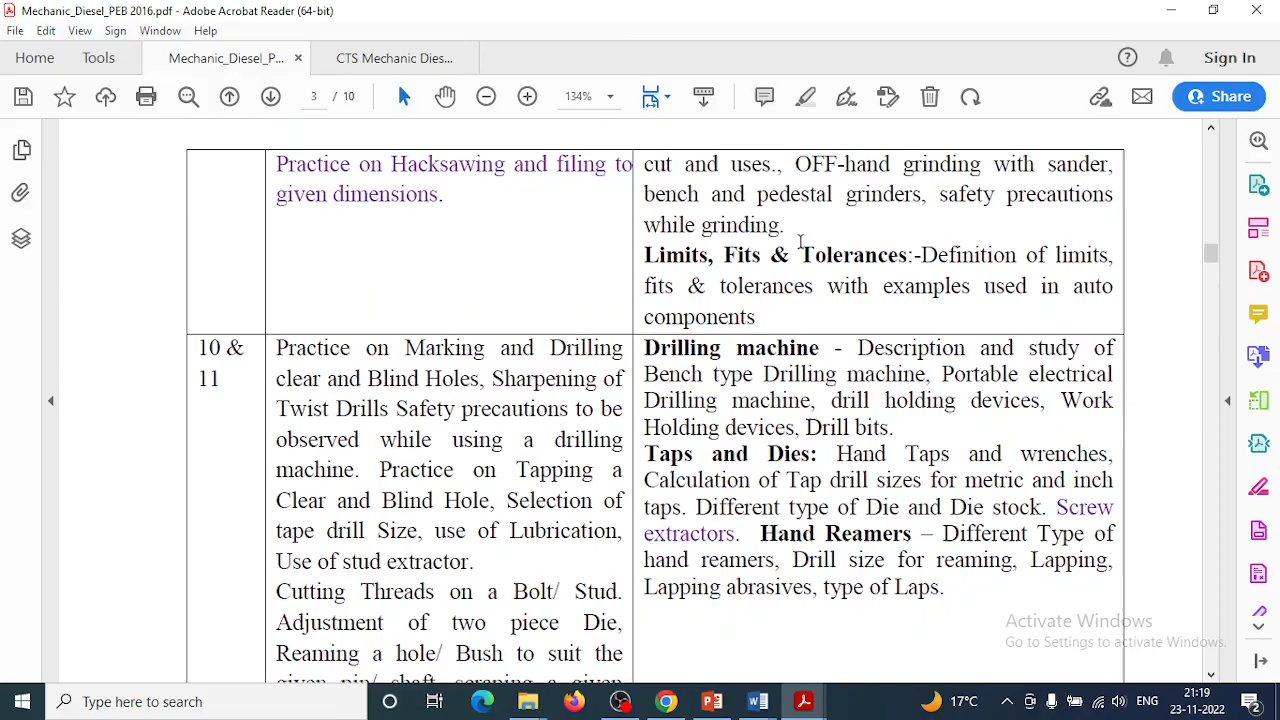 Mechanic_Diesel_PEB 2016.pdf - Adobe Acrobat Reader (64-bit)
File Edit View Sign Window Help
Home Tools Mechanic_Diesel_P... × CTS Mechanic Dies... Sign In
3 / 10 134% Share
Practice on Hacksawing and filing to
given dimensions.
cut and uses., OFF-hand grinding with sander,
bench and pedestal grinders, safety precautions
while grinding.
Limits, Fits & Tolerances:-Definition of limits,
fits & tolerances with examples used in auto
components
10 &
11
Practice on Marking and Drilling
clear and Blind Holes, Sharpening of
Twist Drills Safety precautions to be
observed while using a drilling
machine. Practice on Tapping a
Clear and Blind Hole, Selection of
tape drill Size, use of Lubrication,
Use of stud extractor.
Cutting Threads on a Bolt/ Stud.
Adjustment of two piece Die,
Reaming a hole/ Bush to suit the
given pin/ shaft, scraping a given
Drilling machine - Description and study of
Bench type Drilling machine, Portable electrical
Drilling machine, drill holding devices, Work
Holding devices, Drill bits.
Taps and Dies: Hand Taps and wrenches,
Calculation of Tap drill sizes for metric and inch
taps. Different type of Die and Die stock. Screw
extractors. Hand Reamers – Different Type of
hand reamers, Drill size for reaming, Lapping,
Lapping abrasives, type of Laps.
Activate Windows
Go to Settings to activate Windows.
Type here to search
17°C ENG 21:19
23-11-2022 2